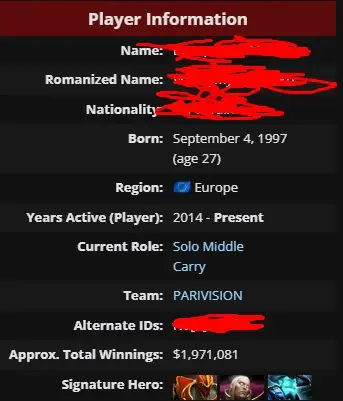 Player Information
Name:
Romanized Name:
Nationality
Born: September 4, 1997
(age 27)
Region: Europe
Years Active (Player): 2014 - Present
Current Role: Solo Middle
Carry
Team: PARIVISION
Alternate IDs:
Approx. Total Winnings: $1,971,081
Signature Hero: